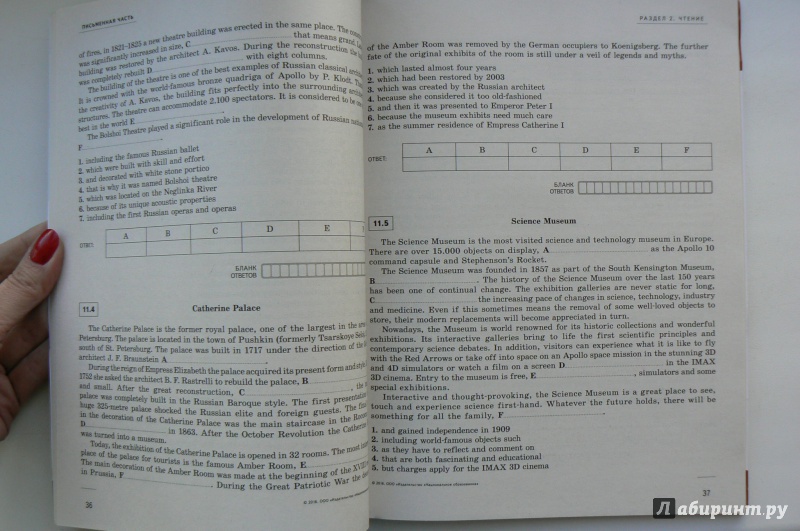 ПИСЬМЕННАЯ ЧАСТЬ
of fires, in 1821-1825 a new theatre building was erected in the same place. The
was significantly increased in size, C that means grand.
building was restored by the architect A. Kavos. During the reconstruction the
was completely rebuilt D with eight columns.
The building of the theatre is one of the best examples of Russian classical
It is crowned with the world-famous bronze quadriga of Apollo by P. Klodt.
the creativity of A. Kavos, the building fits perfectly into the surrounding
structures. The theatre can accommodate 2.100 spectators. It is considered to be
best in the world E
The Bolshoi Theatre played a significant role in the development of Russian
F
1. including the famous Russian ballet
2. which were built with skill and effort
3. and decorated with white stone portico
4. that is why it was named Bolshoi theatre
5. which was located on the Neglinka River
6. because of its unique acoustic properties
7. including the first Russian operas and operas
ОТВЕТ:
A B C D E
БЛАНК
ОТВЕТОВ
11.4 Catherine Palace
The Catherine Palace is the former royal palace, one of the largest in the
Petersburg. The palace is located in the town of Pushkin (formerly Tsarskoye
south of St. Petersburg. The palace was built in 1717 under the direction of the
architect J. F. Braunstein A
During the reign of Empress Elizabeth the palace acquired its present form and
1752 she asked the architect B. F. Rastrelli to rebuild the palace, B
and small. After the great reconstruction, C , the
palace was completely built in the Russian Baroque style. The first presentation
huge 325-metre palace shocked the Russian elite and foreign guests. The
in the decoration of the Catherine Palace was the main staircase in the
D in 1863. After the October Revolution the Catherine
was turned into a museum.
Today, the exhibition of the Catherine Palace is opened in 32 rooms. The most
place of the palace for tourists is the famous Amber Room, E
The main decoration of the Amber Room was made at the beginning of the
in Prussia, F . During the Great Patriotic War the
36
РАЗДЕЛ 2. ЧТЕНИЕ
of the Amber Room was removed by the German occupiers to Koenigsberg. The further
fate of the original exhibits of the room is still under a veil of legends and myths.
1. which lasted almost four years
2. which had been restored by 2003
3. which was created by the Russian architect
4. because she considered it too old-fashioned
5. and then it was presented to Emperor Peter I
6. because the museum exhibits need much care
7. as the summer residence of Empress Catherine I
ОТВЕТ:
A B C D E F
БЛАНК
ОТВЕТОВ
11.5 Science Museum
The Science Museum is the most visited science and technology museum in Europe.
There are over 15.000 objects on display, A as the Apollo 10
command capsule and Stephenson's Rocket.
The Science Museum was founded in 1857 as part of the South Kensington Museum,
B . The history of the Science Museum over the last 150 years
has been one of continual change. The exhibition galleries are never static for long,
C the increasing pace of changes in science, technology, industry
and medicine. Even if this sometimes means the removal of some well-loved objects to
store, their modern replacements will become appreciated in turn.
Nowadays, the Museum is world renowned for its historic collections and wonderful
exhibitions. Its interactive galleries bring to life the first scientific principles and
contemporary science debates. In addition, visitors can experience what it is like to fly
with the Red Arrows or take off into space on an Apollo space mission in the stunning 3D
and 4D simulators or watch a film on a screen D in the IMAX
3D cinema. Entry to the museum is free, E , simulators and some
special exhibitions.
Interactive and thought-provoking, the Science Museum is a great place to see,
touch and experience science first-hand. Whatever the future holds, there will be
something for all the family, F
1. and gained independence in 1909
2. including world-famous objects such
3. as they have to reflect and comment on
4. that are both fascinating and educational
5. but charges apply for the IMAX 3D cinema
37
Лабиринт.ру